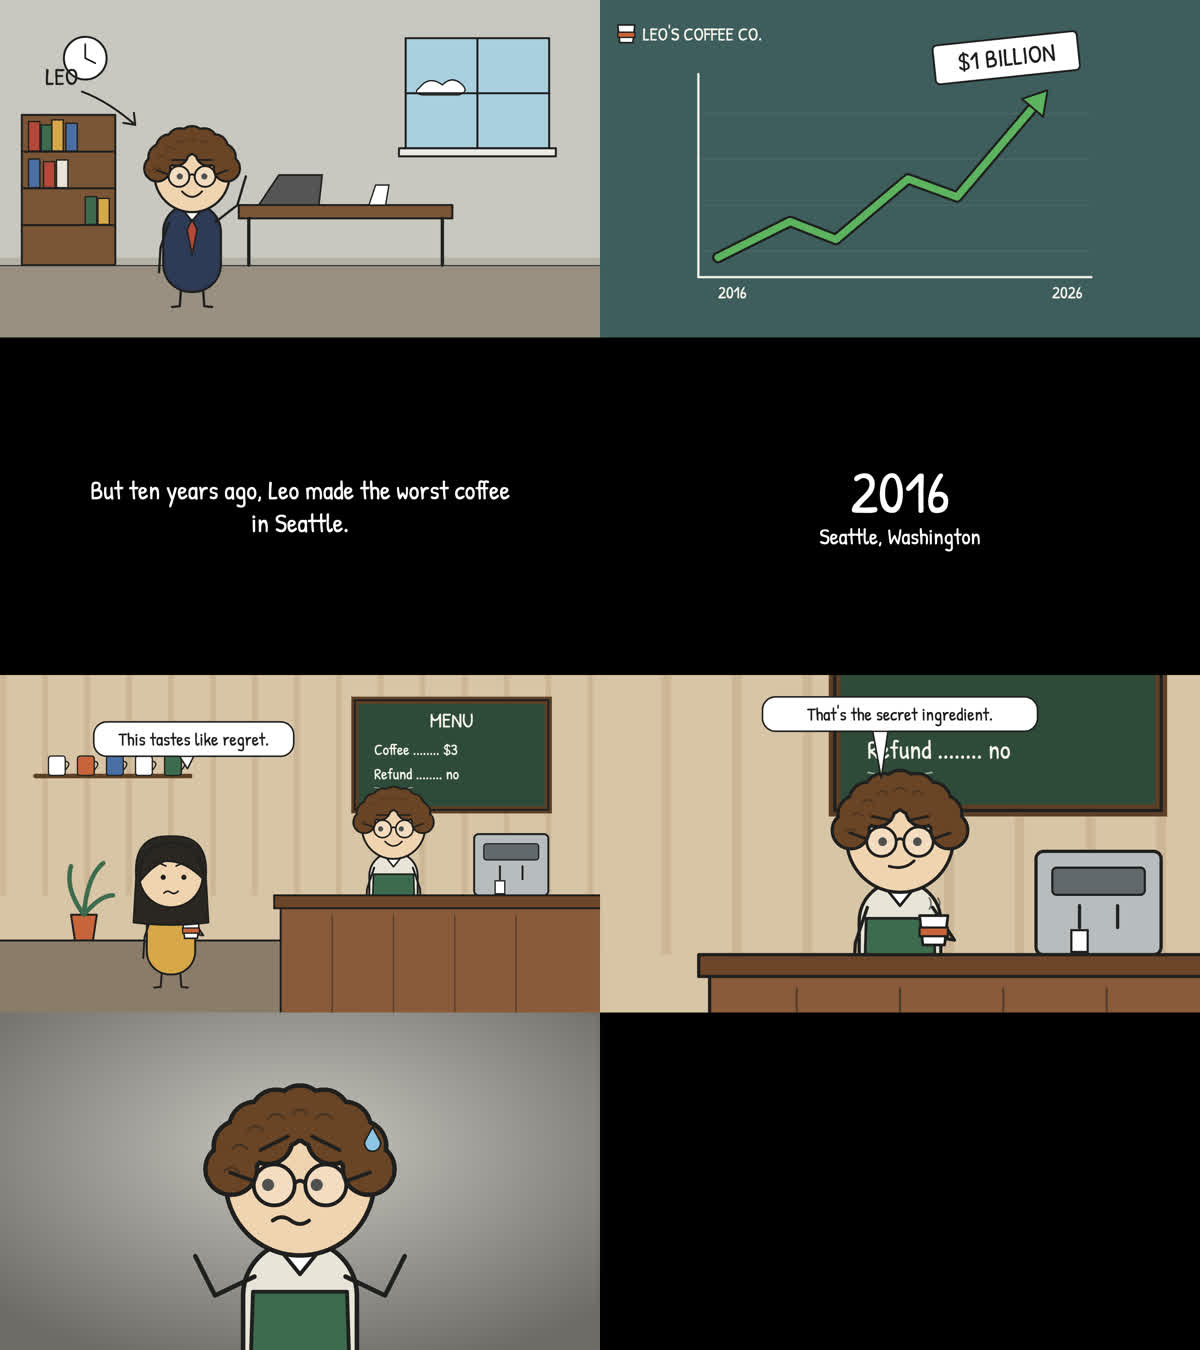 LEO
LEO'S COFFEE CO.
$1 BILLION
2016
2026
But ten years ago, Leo made the worst coffee
in Seattle.
2016
Seattle, Washington
This tastes like regret.
MENU
Coffee ........ $3
Refund ........ no
That's the secret ingredient.
Refund ........ no